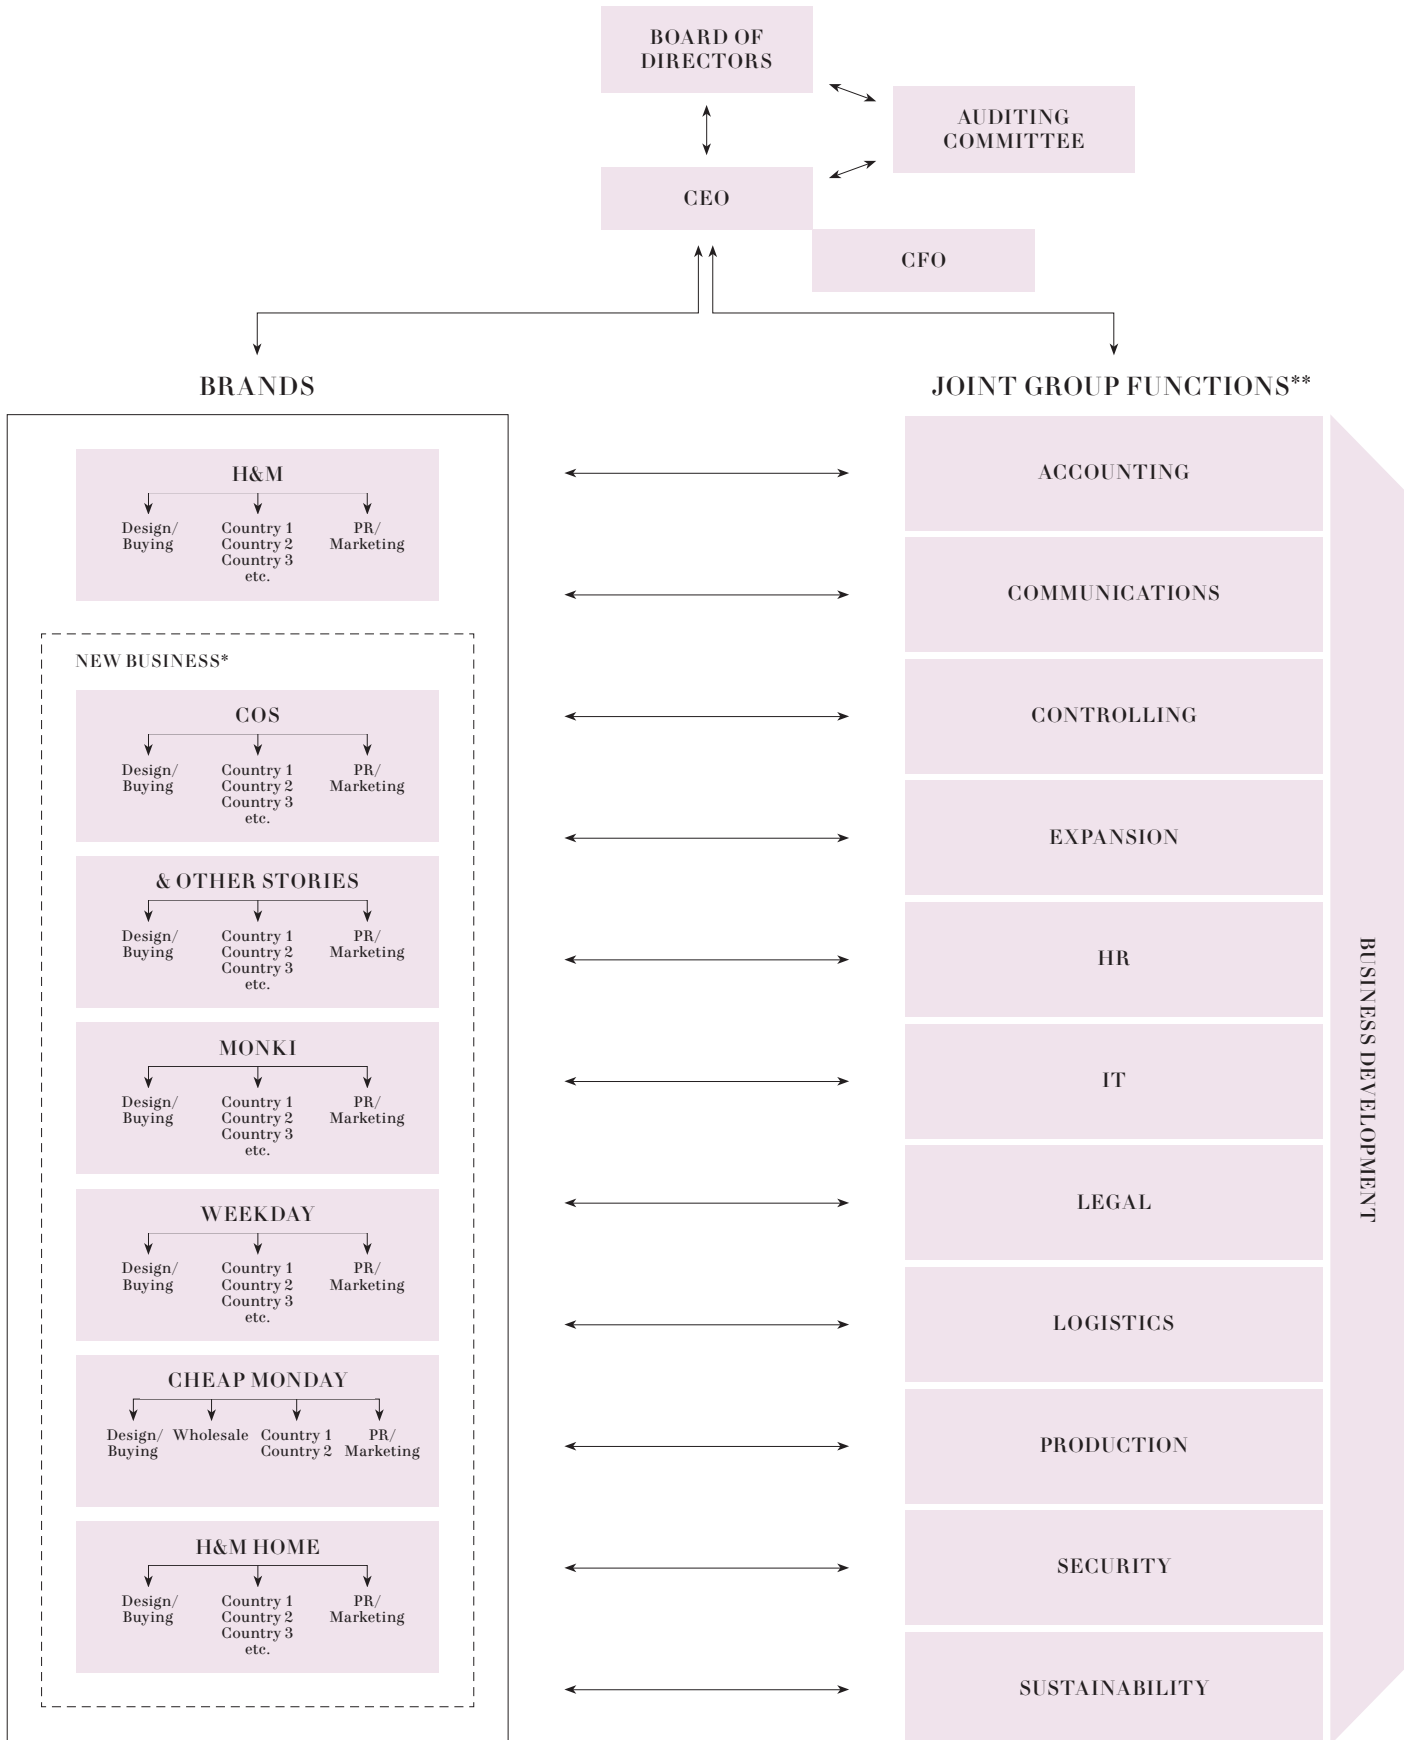 BOARD OF
DIRECTORS
AUDITING
COMMITTEE
CEO
CFO
BRANDS
H&M
Design/
Buying
Country 1
Country 2
Country 3
etc.
PR/
Marketing
NEW BUSINESS*
COS
Design/
Buying
Country 1
Country 2
Country 3
etc.
PR/
Marketing
& OTHER STORIES
Design/
Buying
Country 1
Country 2
Country 3
etc.
PR/
Marketing
MONKI
Design/
Buying
Country 1
Country 2
Country 3
etc.
PR/
Marketing
WEEKDAY
Design/
Buying
Country 1
Country 2
Country 3
etc.
PR/
Marketing
CHEAP MONDAY
Design/
Buying
Wholesale
Country 1
Country 2
PR/
Marketing
H&M HOME
Design/
Buying
Country 1
Country 2
Country 3
etc.
PR/
Marketing
JOINT GROUP FUNCTIONS**
ACCOUNTING
COMMUNICATIONS
CONTROLLING
EXPANSION
HR
IT
LEGAL
LOGISTICS
PRODUCTION
SECURITY
SUSTAINABILITY
BUSINESS DEVELOPMENT